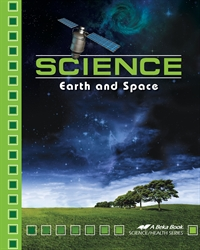 SCIENCE
Earth and Space
A Beka Book
SCIENCE/HEALTH SERIES